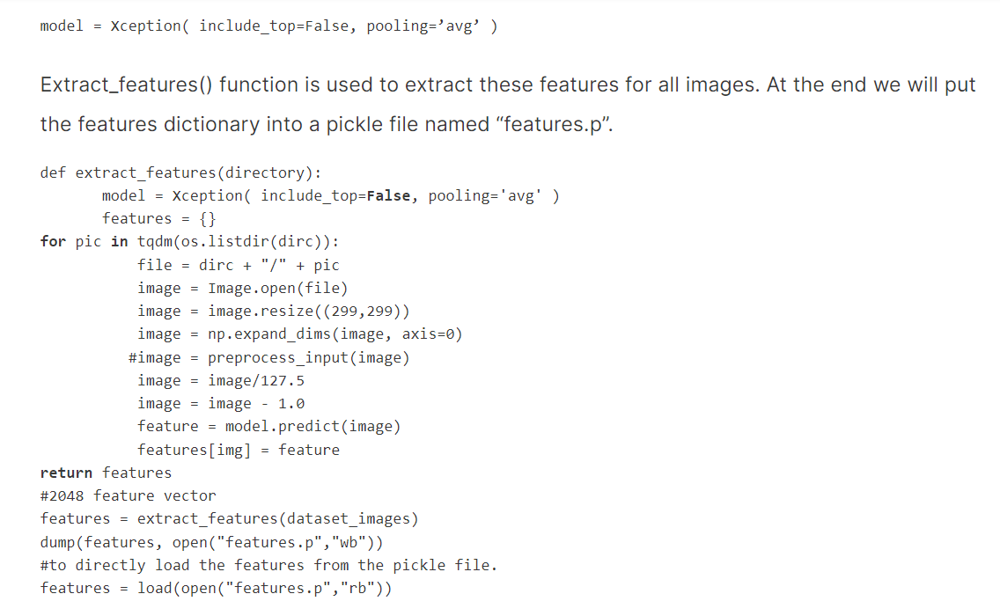 model = Xception( include_top=False, pooling=’avg’ )
Extract_features() function is used to extract these features for all images. At the end we will put
the features dictionary into a pickle file named “features.p”.
def extract_features(directory):
model = Xception( include_top=False, pooling='avg' )
features = {}
for pic in tqdm(os.listdir(dirc)):
file = dirc + "/" + pic
image = Image.open(file)
image = image.resize((299,299))
image = np.expand_dims(image, axis=0)
#image = preprocess_input(image)
image = image/127.5
image = image - 1.0
feature = model.predict(image)
features[img] = feature
return features
#2048 feature vector
features = extract_features(dataset_images)
dump(features, open("features.p","wb"))
#to directly load the features from the pickle file.
features = load(open("features.p","rb"))